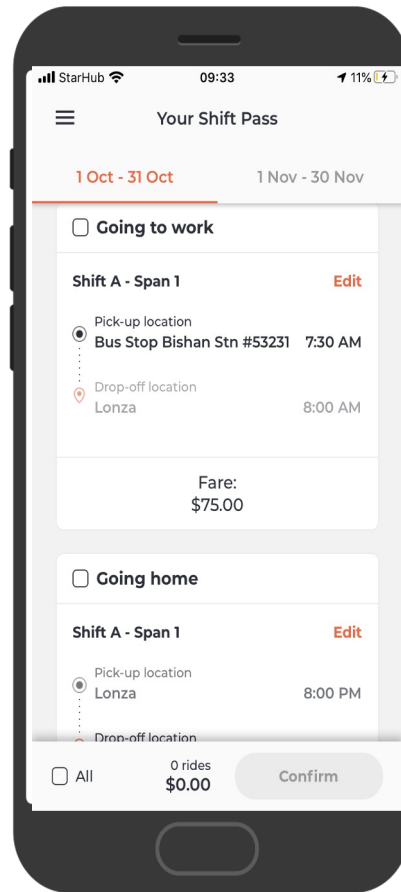 StarHub 09:33 11%
Your Shift Pass
1 Oct - 31 Oct 1 Nov - 30 Nov
Going to work
Shift A - Span 1 Edit
Pick-up location
Bus Stop Bishan Stn #53231 7:30 AM
Drop-off location
Lonza 8:00 AM
Fare:
$75.00
Going home
Shift A - Span 1 Edit
Pick-up location
Lonza 8:00 PM
Drop-off location
All 0 rides Confirm
$0.00